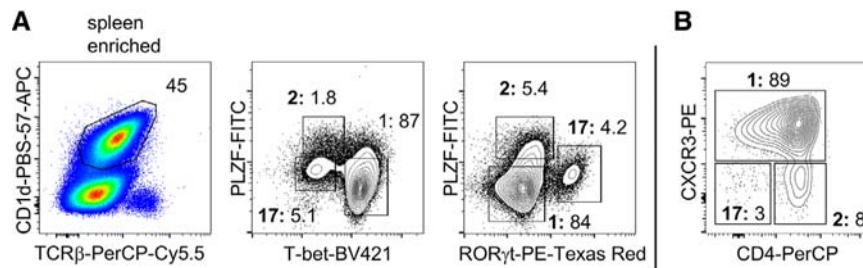 A
spleen
enriched
B
45
CD1d-PBS-57-APC
TCRβ-PerCP-Cy5.5
2: 1.8
1: 87
17: 5.1
PLZF-FITC
T-bet-BV421
2: 5.4
17: 4.2
1: 84
PLZF-FITC
RORγt-PE-Texas Red
1: 89
17: 3
2: 8
CXCR3-PE
CD4-PerCP